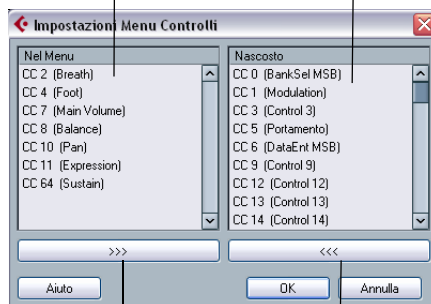 Impostazioni Menu Controlli
Nel Menu
CC 2 (Breath)
CC 4 (Foot)
CC 7 (Main Volume)
CC 8 (Balance)
CC 10 (Pan)
CC 11 (Expression)
CC 64 (Sustain)
>>>
Nascosto
CC 0 (BankSel MSB)
CC 1 (Modulation)
CC 3 (Control 3)
CC 5 (Portamento)
CC 6 (DataEnt MSB)
CC 9 (Control 9)
CC 12 (Control 12)
CC 13 (Control 13)
CC 14 (Control 14)
<<<
Aiuto
OK
Annulla